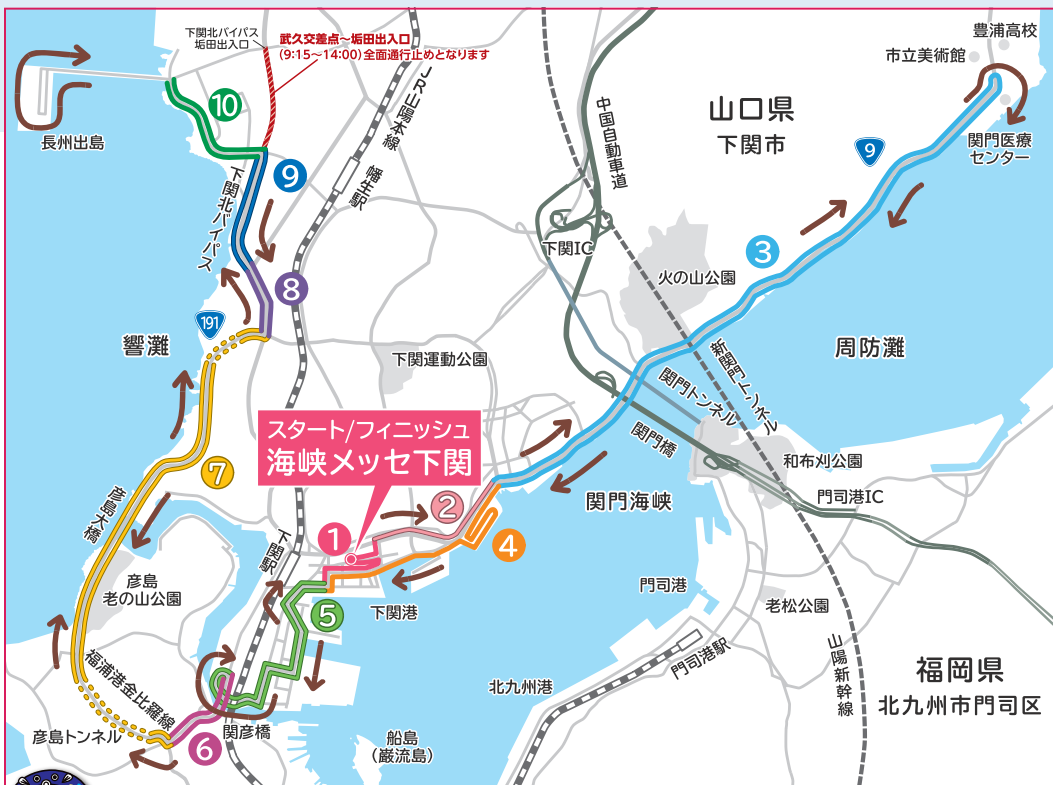 下関北バイパス
垢田出入口
武久交差点～垢田出入口
(9:15～14:00)全面通行止めとなります
豊浦高校
市立美術館
長州出島
10
JR山陽本線
中国自動車道
山口県
下関市
9
関門医療
センター
9
下関北バイパス
幡生駅
下関IC
3
火の山公園
8
191
響灘
下関運動公園
周防灘
新関門トンネル
関門トンネル
関門橋
スタート/フィニッシュ
海峡メッセ下関
和布刈公園
門司港IC
7
彦島大橋
関門海峡
2
1
4
下関駅
彦島
老の山公園
5
下関港
門司港
老松公園
門司港駅
山陽新幹線
福岡県
北九州市門司区
福浦港金比羅線
北九州港
彦島トンネル
6
関彦橋
船島
(巌流島)